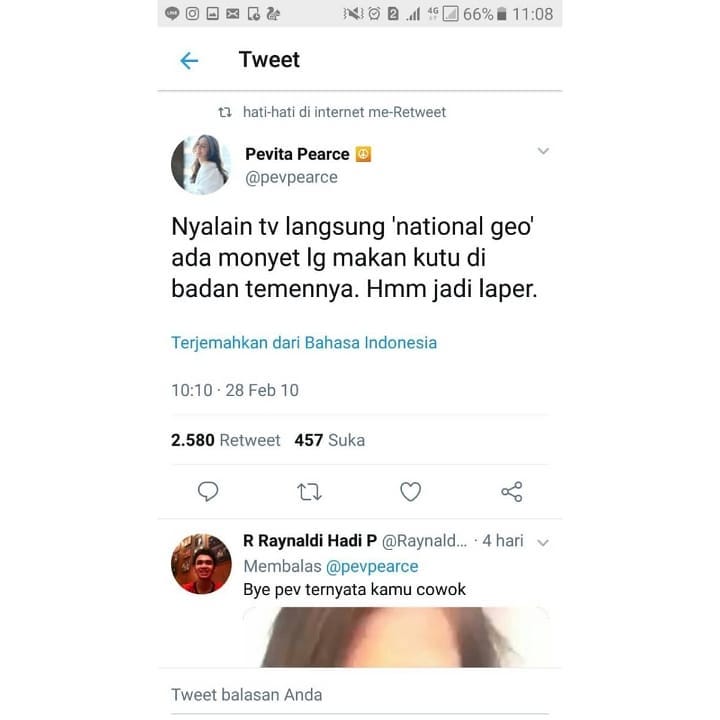 4G 66% 11:08
Tweet
hati-hati di internet me-Retweet
Pevita Pearce
@pevpearce
Nyalain tv langsung 'national geo'
ada monyet lg makan kutu di
badan temennya. Hmm jadi laper.
Terjemahkan dari Bahasa Indonesia
10:10 · 28 Feb 10
2.580 Retweet 457 Suka
R Raynaldi Hadi P @Raynald... · 4 hari
Membalas @pevpearce
Bye pev ternyata kamu cowok
Tweet balasan Anda